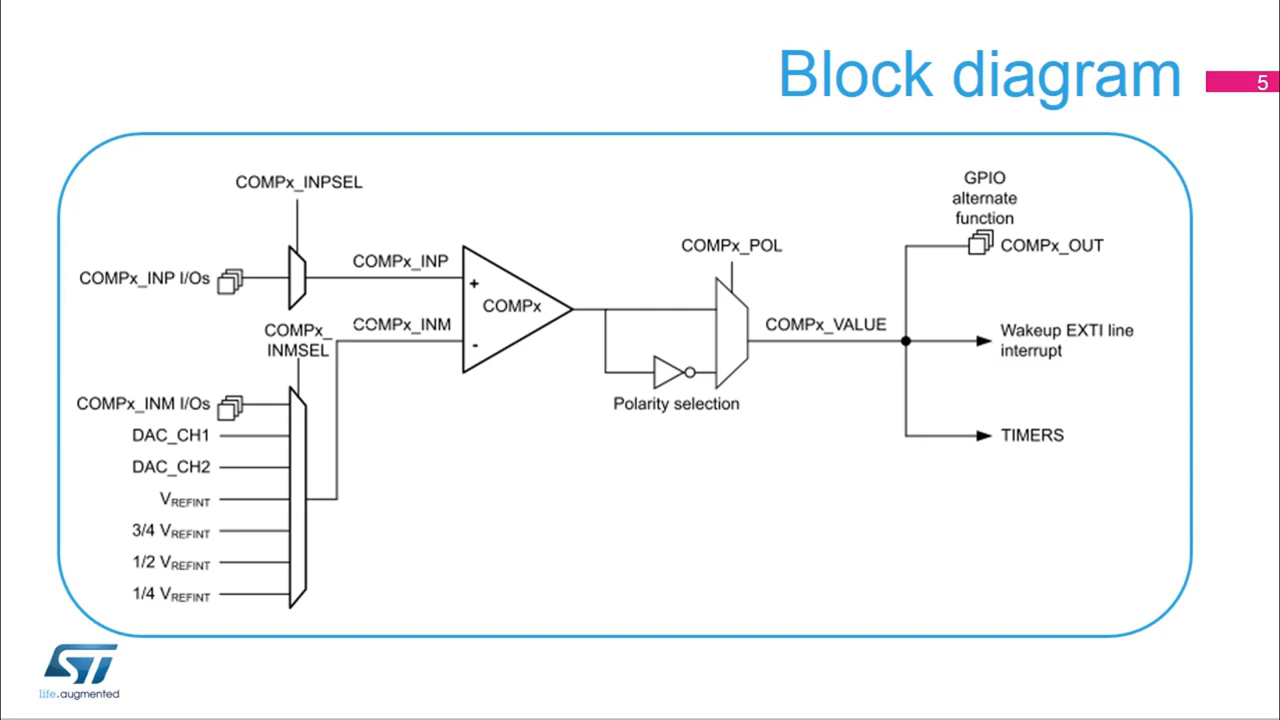 Block diagram
5
COMPx_INPSEL
COMPx_INP I/Os
COMPx_INP
COMPx_
INMSEL
COMPx_INM
COMPx_INM I/Os
DAC_CH1
DAC_CH2
VREFINT
3/4 VREFINT
1/2 VREFINT
1/4 VREFINT
+
COMPx
-
COMPx_POL
Polarity selection
COMPx_VALUE
GPIO
alternate
function
COMPx_OUT
Wakeup EXTI line
interrupt
TIMERS
ST
life.augmented